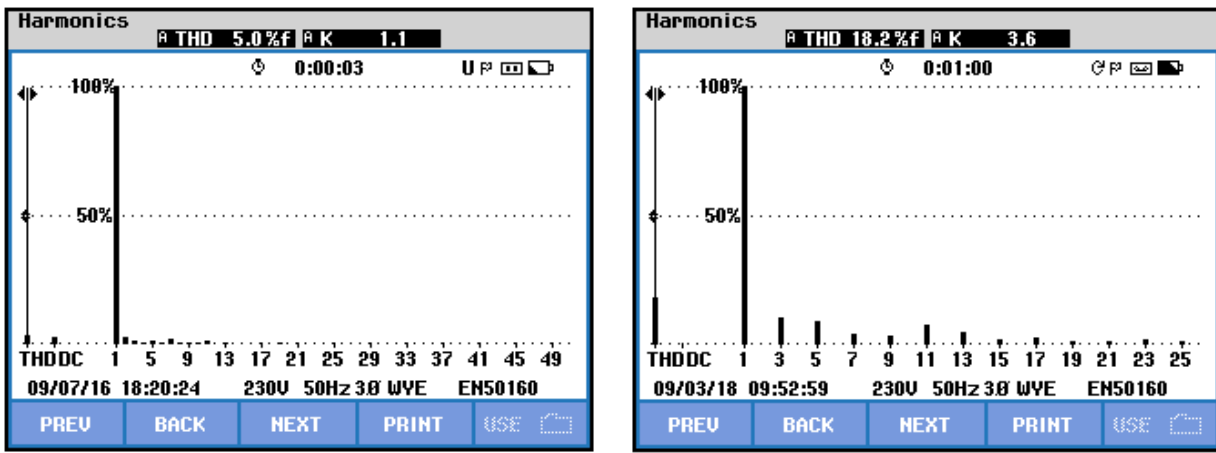 Harmonics
A THD 5.0%f A K 1.1
0:00:03 U
100%
50%
THD DC 1 5 9 13 17 21 25 29 33 37 41 45 49
09/07/16 18:20:24 230V 50Hz 3Ø WYE EN50160
PREV BACK NEXT PRINT USE
Harmonics
A THD 18.2%f A K 3.6
0:01:00
100%
50%
THD DC 1 3 5 7 9 11 13 15 17 19 21 23 25
09/03/18 09:52:59 230V 50Hz 3Ø WYE EN50160
PREV BACK NEXT PRINT USE